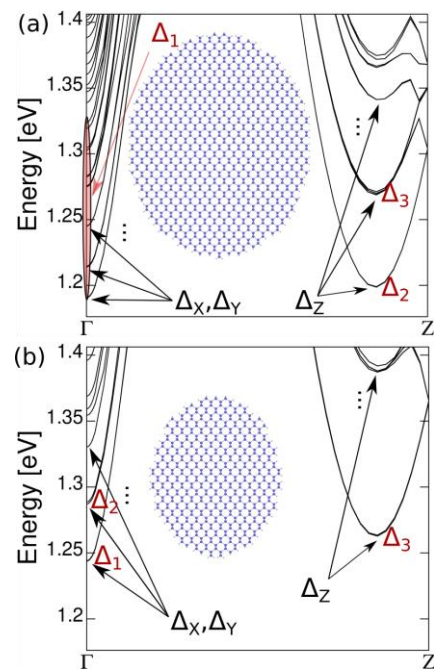 (a)
1.4
Δ1
1.35
Energy [eV]
1.3
Δ3
1.25
Δ2
1.2
ΔX,ΔY
ΔZ
Γ
Z
(b)
1.4
1.35
Energy [eV]
1.3
Δ2
Δ3
1.25
Δ1
1.2
ΔX,ΔY
ΔZ
Γ
Z